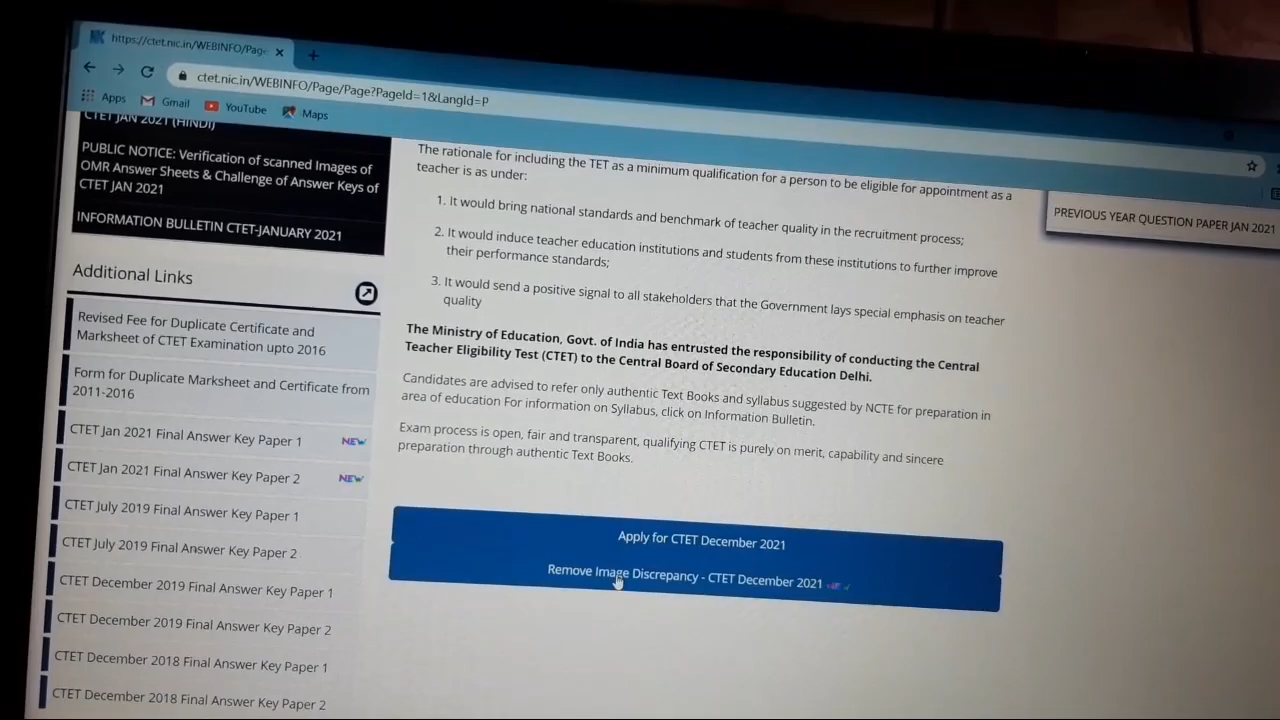 https://ctet.nic.in/WEBINFO/Page
ctet.nic.in/WEBINFO/Page/Page?PageId=1&LangId=P
Apps Gmail YouTube Maps
CTET JAN 2021 (HINDI)
PUBLIC NOTICE: Verification of scanned Images of
OMR Answer Sheets & Challenge of Answer Keys of
CTET JAN 2021
INFORMATION BULLETIN CTET-JANUARY 2021
Additional Links
Revised Fee for Duplicate Certificate and
Marksheet of CTET Examination upto 2016
Form for Duplicate Marksheet and Certificate from
2011-2016
CTET Jan 2021 Final Answer Key Paper 1 NEW
CTET Jan 2021 Final Answer Key Paper 2 NEW
CTET July 2019 Final Answer Key Paper 1
CTET July 2019 Final Answer Key Paper 2
CTET December 2019 Final Answer Key Paper 1
CTET December 2019 Final Answer Key Paper 2
CTET December 2018 Final Answer Key Paper 1
CTET December 2018 Final Answer Key Paper 2
The rationale for including the TET as a minimum qualification for a person to be eligible for appointment as a
teacher is as under:
1. It would bring national standards and benchmark of teacher quality in the recruitment process;
2. It would induce teacher education institutions and students from these institutions to further improve
their performance standards;
3. It would send a positive signal to all stakeholders that the Government lays special emphasis on teacher
quality
The Ministry of Education, Govt. of India has entrusted the responsibility of conducting the Central
Teacher Eligibility Test (CTET) to the Central Board of Secondary Education Delhi.
Candidates are advised to refer only authentic Text Books and syllabus suggested by NCTE for preparation in
area of education For information on Syllabus, click on Information Bulletin.
Exam process is open, fair and transparent, qualifying CTET is purely on merit, capability and sincere
preparation through authentic Text Books.
Apply for CTET December 2021
Remove Image Discrepancy - CTET December 2021 NEW
PREVIOUS YEAR QUESTION PAPER JAN 2021